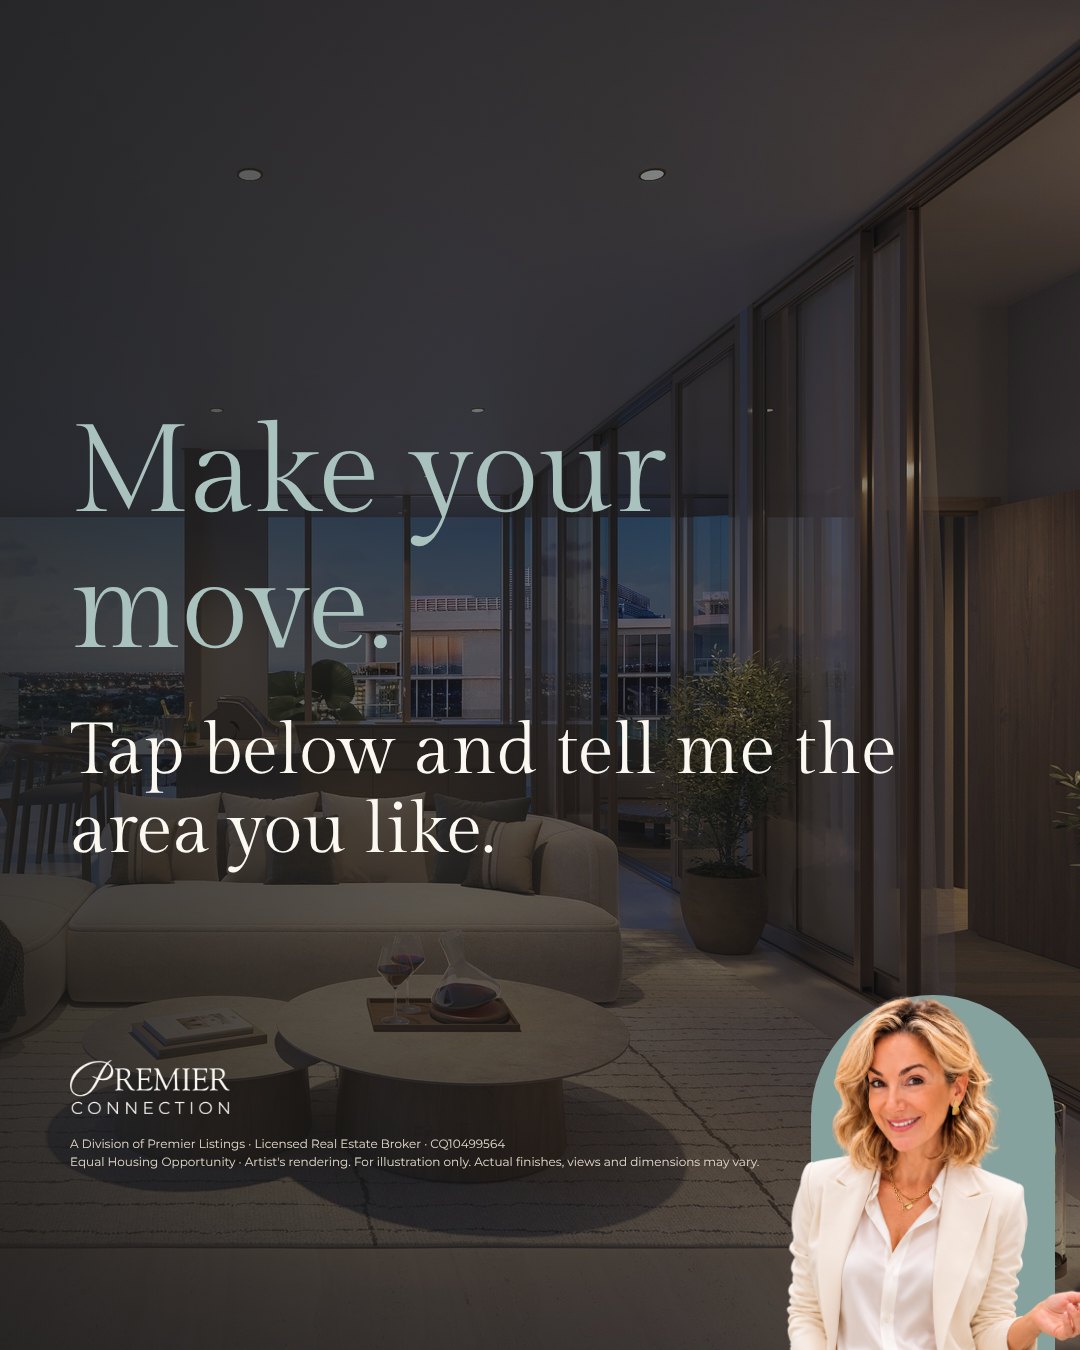 Make your
move.
Tap below and tell me the
area you like.
PREMIER
CONNECTION
A Division of Premier Listings · Licensed Real Estate Broker · CQ10499564
Equal Housing Opportunity · Artist's rendering. For illustration only. Actual finishes, views and dimensions may vary.